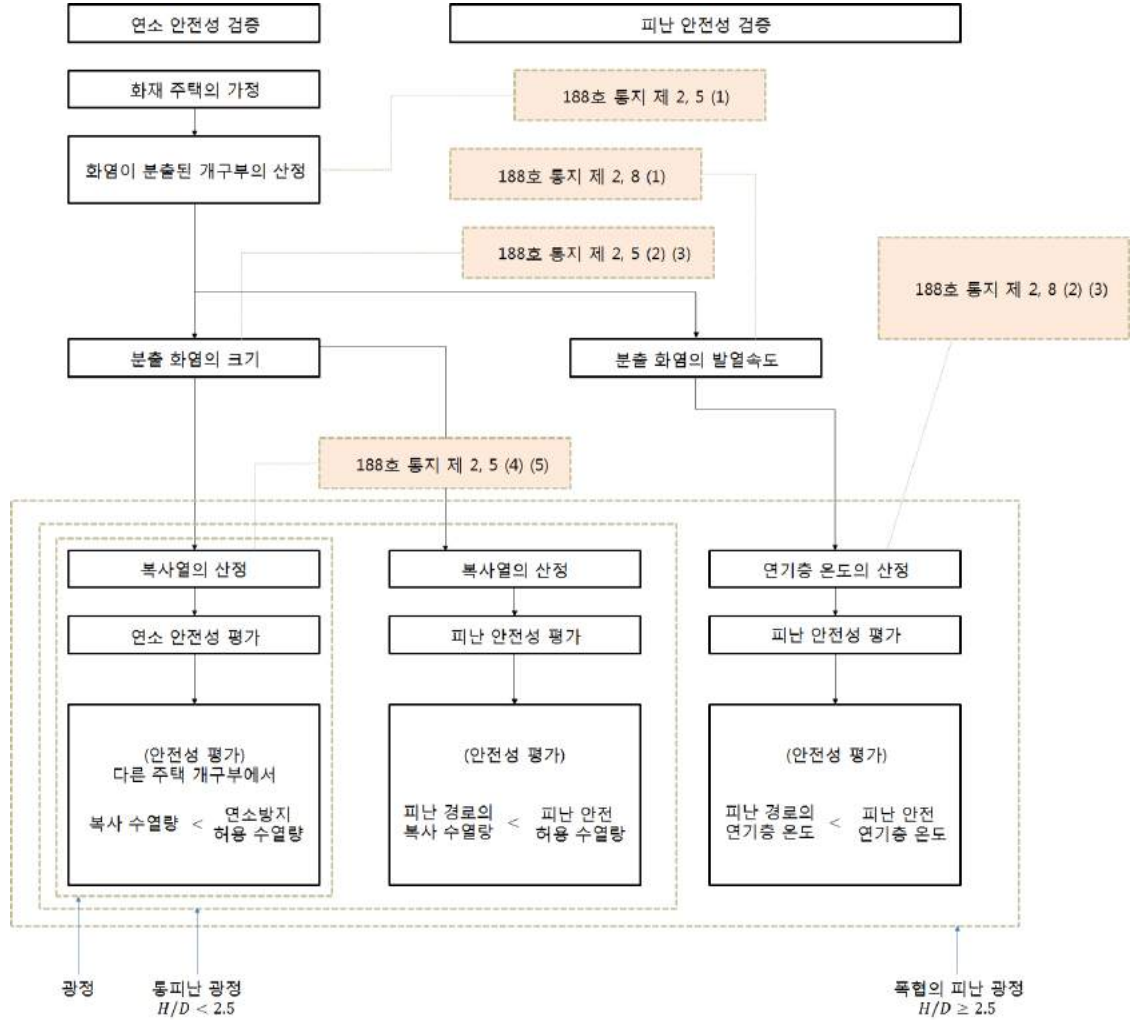 연소 안전성 검증
피난 안전성 검증
화재 주택의 가정
188호 통지 제 2, 5 (1)
화염이 분출된 개구부의 산정
188호 통지 제 2, 8 (1)
188호 통지 제 2, 5 (2) (3)
188호 통지 제 2, 8 (2) (3)
분출 화염의 크기
분출 화염의 발열속도
188호 통지 제 2, 5 (4) (5)
복사열의 산정
복사열의 산정
연기층 온도의 산정
연소 안전성 평가
피난 안전성 평가
피난 안전성 평가
(안전성 평가)
다른 주택 개구부에서
복사 수열량 < 연소방지
허용 수열량
(안전성 평가)
피난 경로의 < 피난 안전
복사 수열랑 허용 수열랑
(안전성 평가)
피난 경로의 < 피난 안전
연기층 온도 연기층 온도
광정
통피난 광정
H/D < 2.5
폭협의 피난 광정
H/D ≥ 2.5